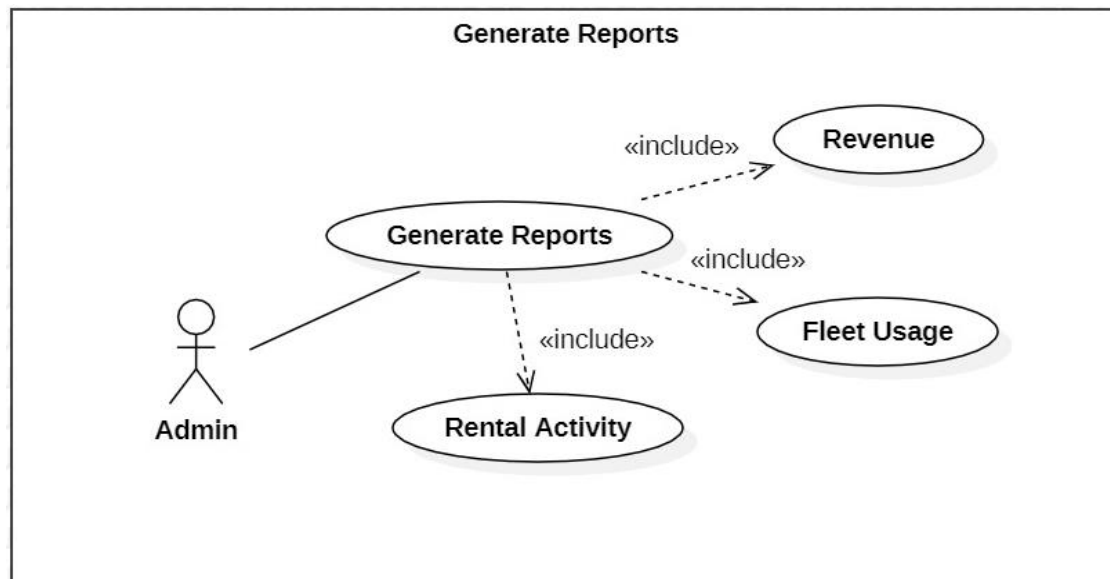 Generate Reports
«include»
Revenue
Generate Reports
«include»
Fleet Usage
«include»
Admin
Rental Activity